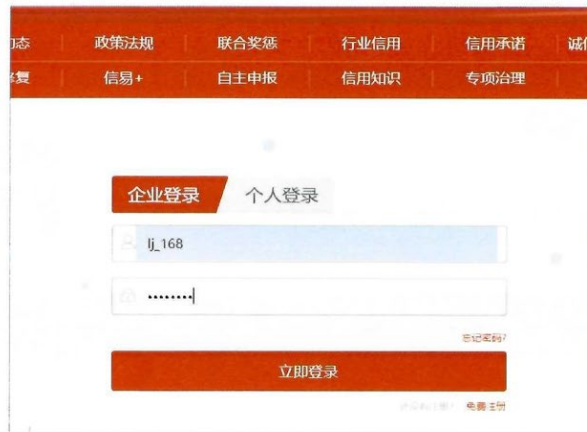 政策法规 联合奖惩 行业信用 信用承诺
信易+ 自主申报 信用知识 专项治理
企业登录 个人登录
lj_168
••••••••
忘记密码?
立即登录
免费注册